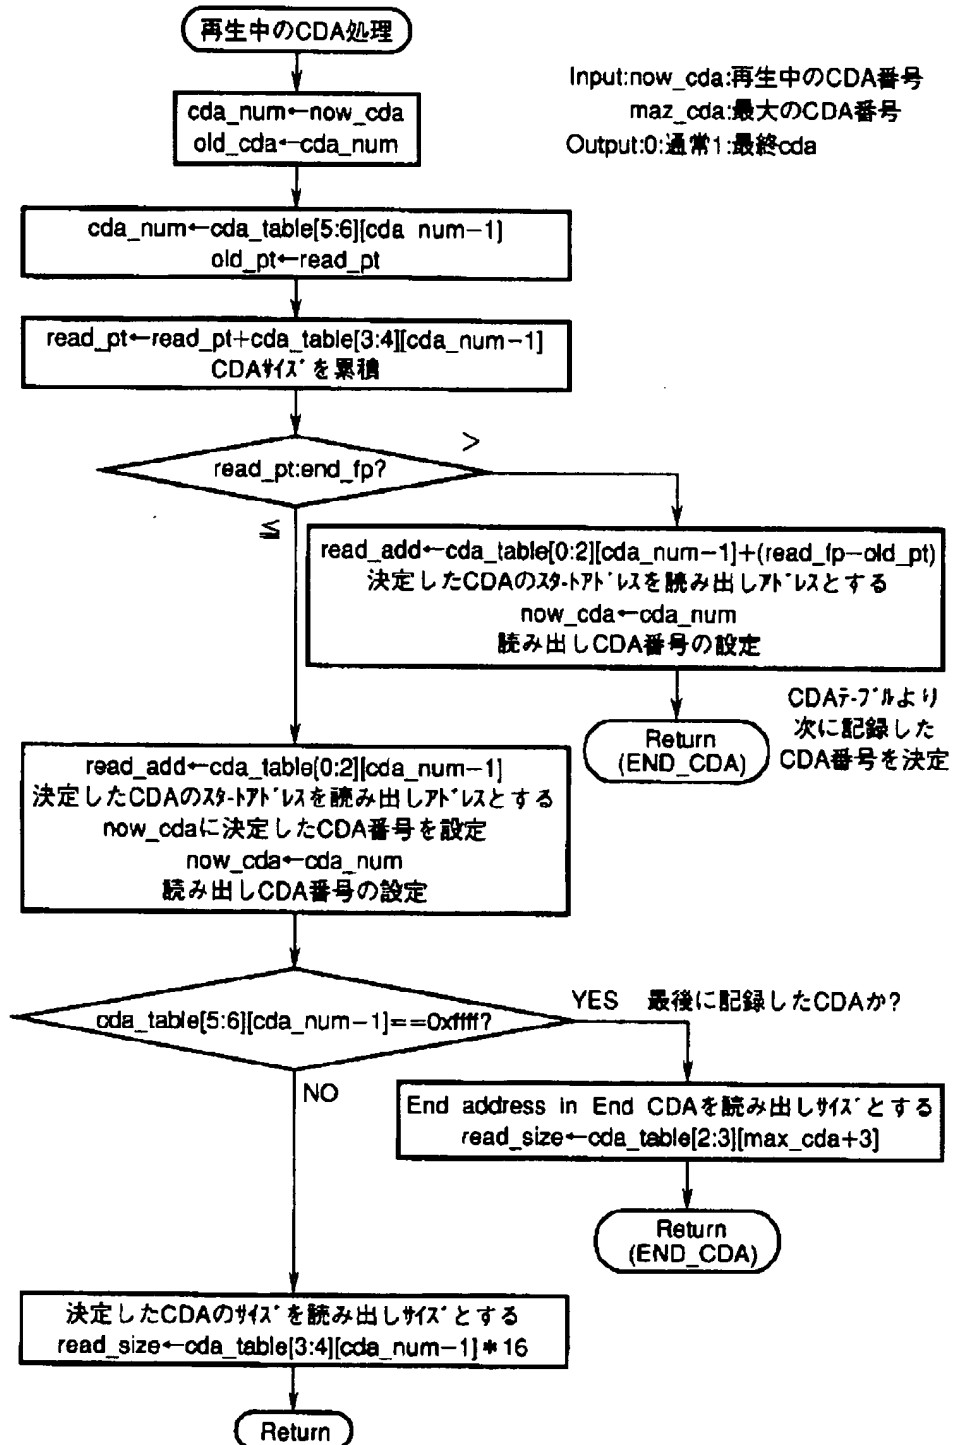 再生中のCDA処理
Input:now_cda:再生中のCDA番号
maz_cda:最大のCDA番号
Output:0:通常1:最終cda
cda_num←now_cda
old_cda←cda_num
cda_num←cda_table[5:6][cda num−1]
old_pt←read_pt
read_pt←read_pt+cda_table[3:4][cda_num−1]
CDAｻｲｽﾞを累積
read_pt:end_fp?
>
≦
read_add←cda_table[0:2][cda_num−1]+(read_fp−old_pt)
決定したCDAのｽﾀｰﾄｱﾄﾞﾚｽを読み出しｱﾄﾞﾚｽとする
now_cda←cda_num
読み出しCDA番号の設定
Return
(END_CDA)
CDAﾃｰﾌﾞﾙより
次に記録した
CDA番号を決定
read_add←cda_table[0:2][cda_num−1]
決定したCDAのｽﾀｰﾄｱﾄﾞﾚｽを読み出しｱﾄﾞﾚｽとする
now_cdaに決定したCDA番号を設定
now_cda←cda_num
読み出しCDA番号の設定
cda_table[5:6][cda_num−1]==0xffff?
YES 最後に記録したCDAか?
NO
End address in End CDAを読み出しｻｲｽﾞとする
read_size←cda_table[2:3][max_cda+3]
Return
(END_CDA)
決定したCDAのｻｲｽﾞを読み出しｻｲｽﾞとする
read_size←cda_table[3:4][cda_num−1]＊16
Return